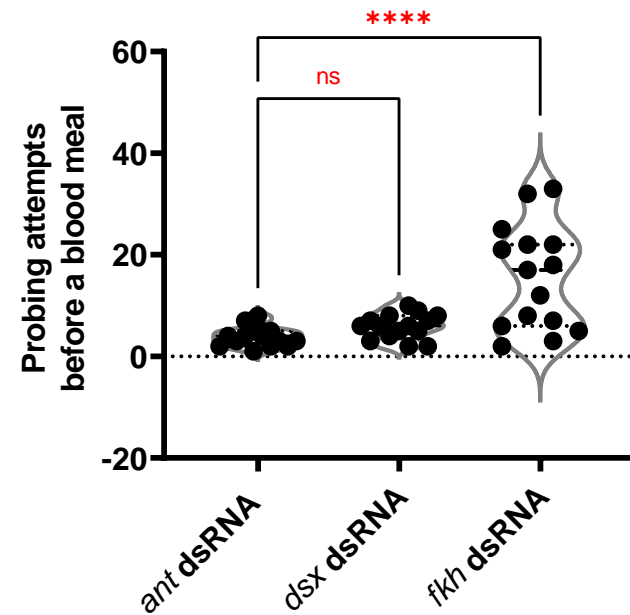 ****
ns
60
40
20
0
-20
Probing attempts
before a blood meal
ant dsRNA
dsx dsRNA
fkh dsRNA